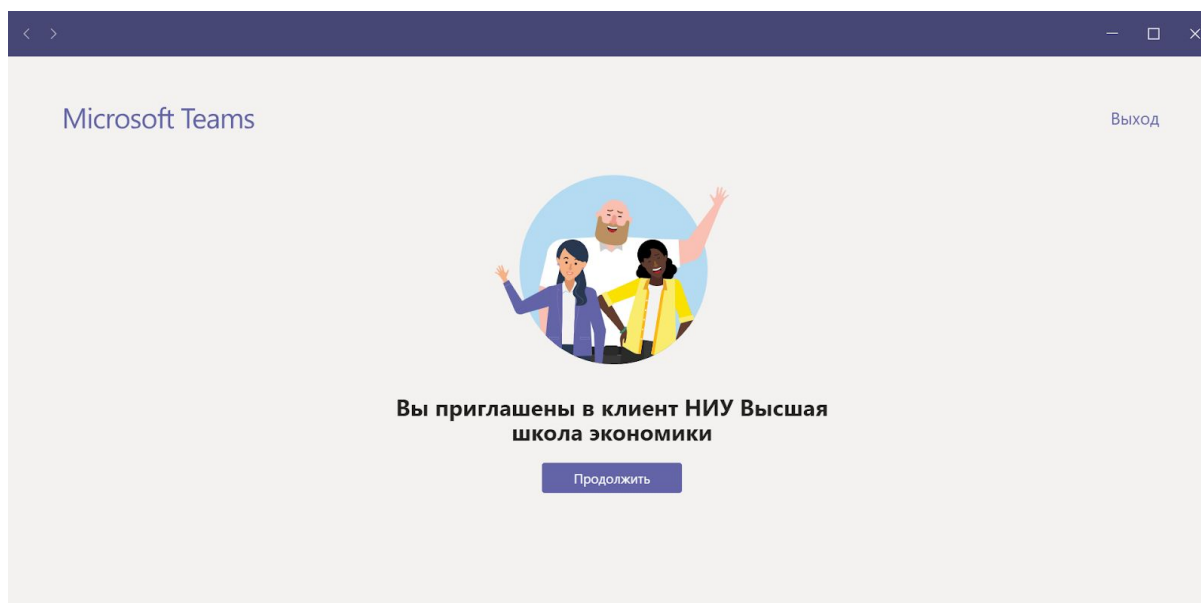 Microsoft Teams
Выход
Вы приглашены в клиент НИУ Высшая
школа экономики
Продолжить